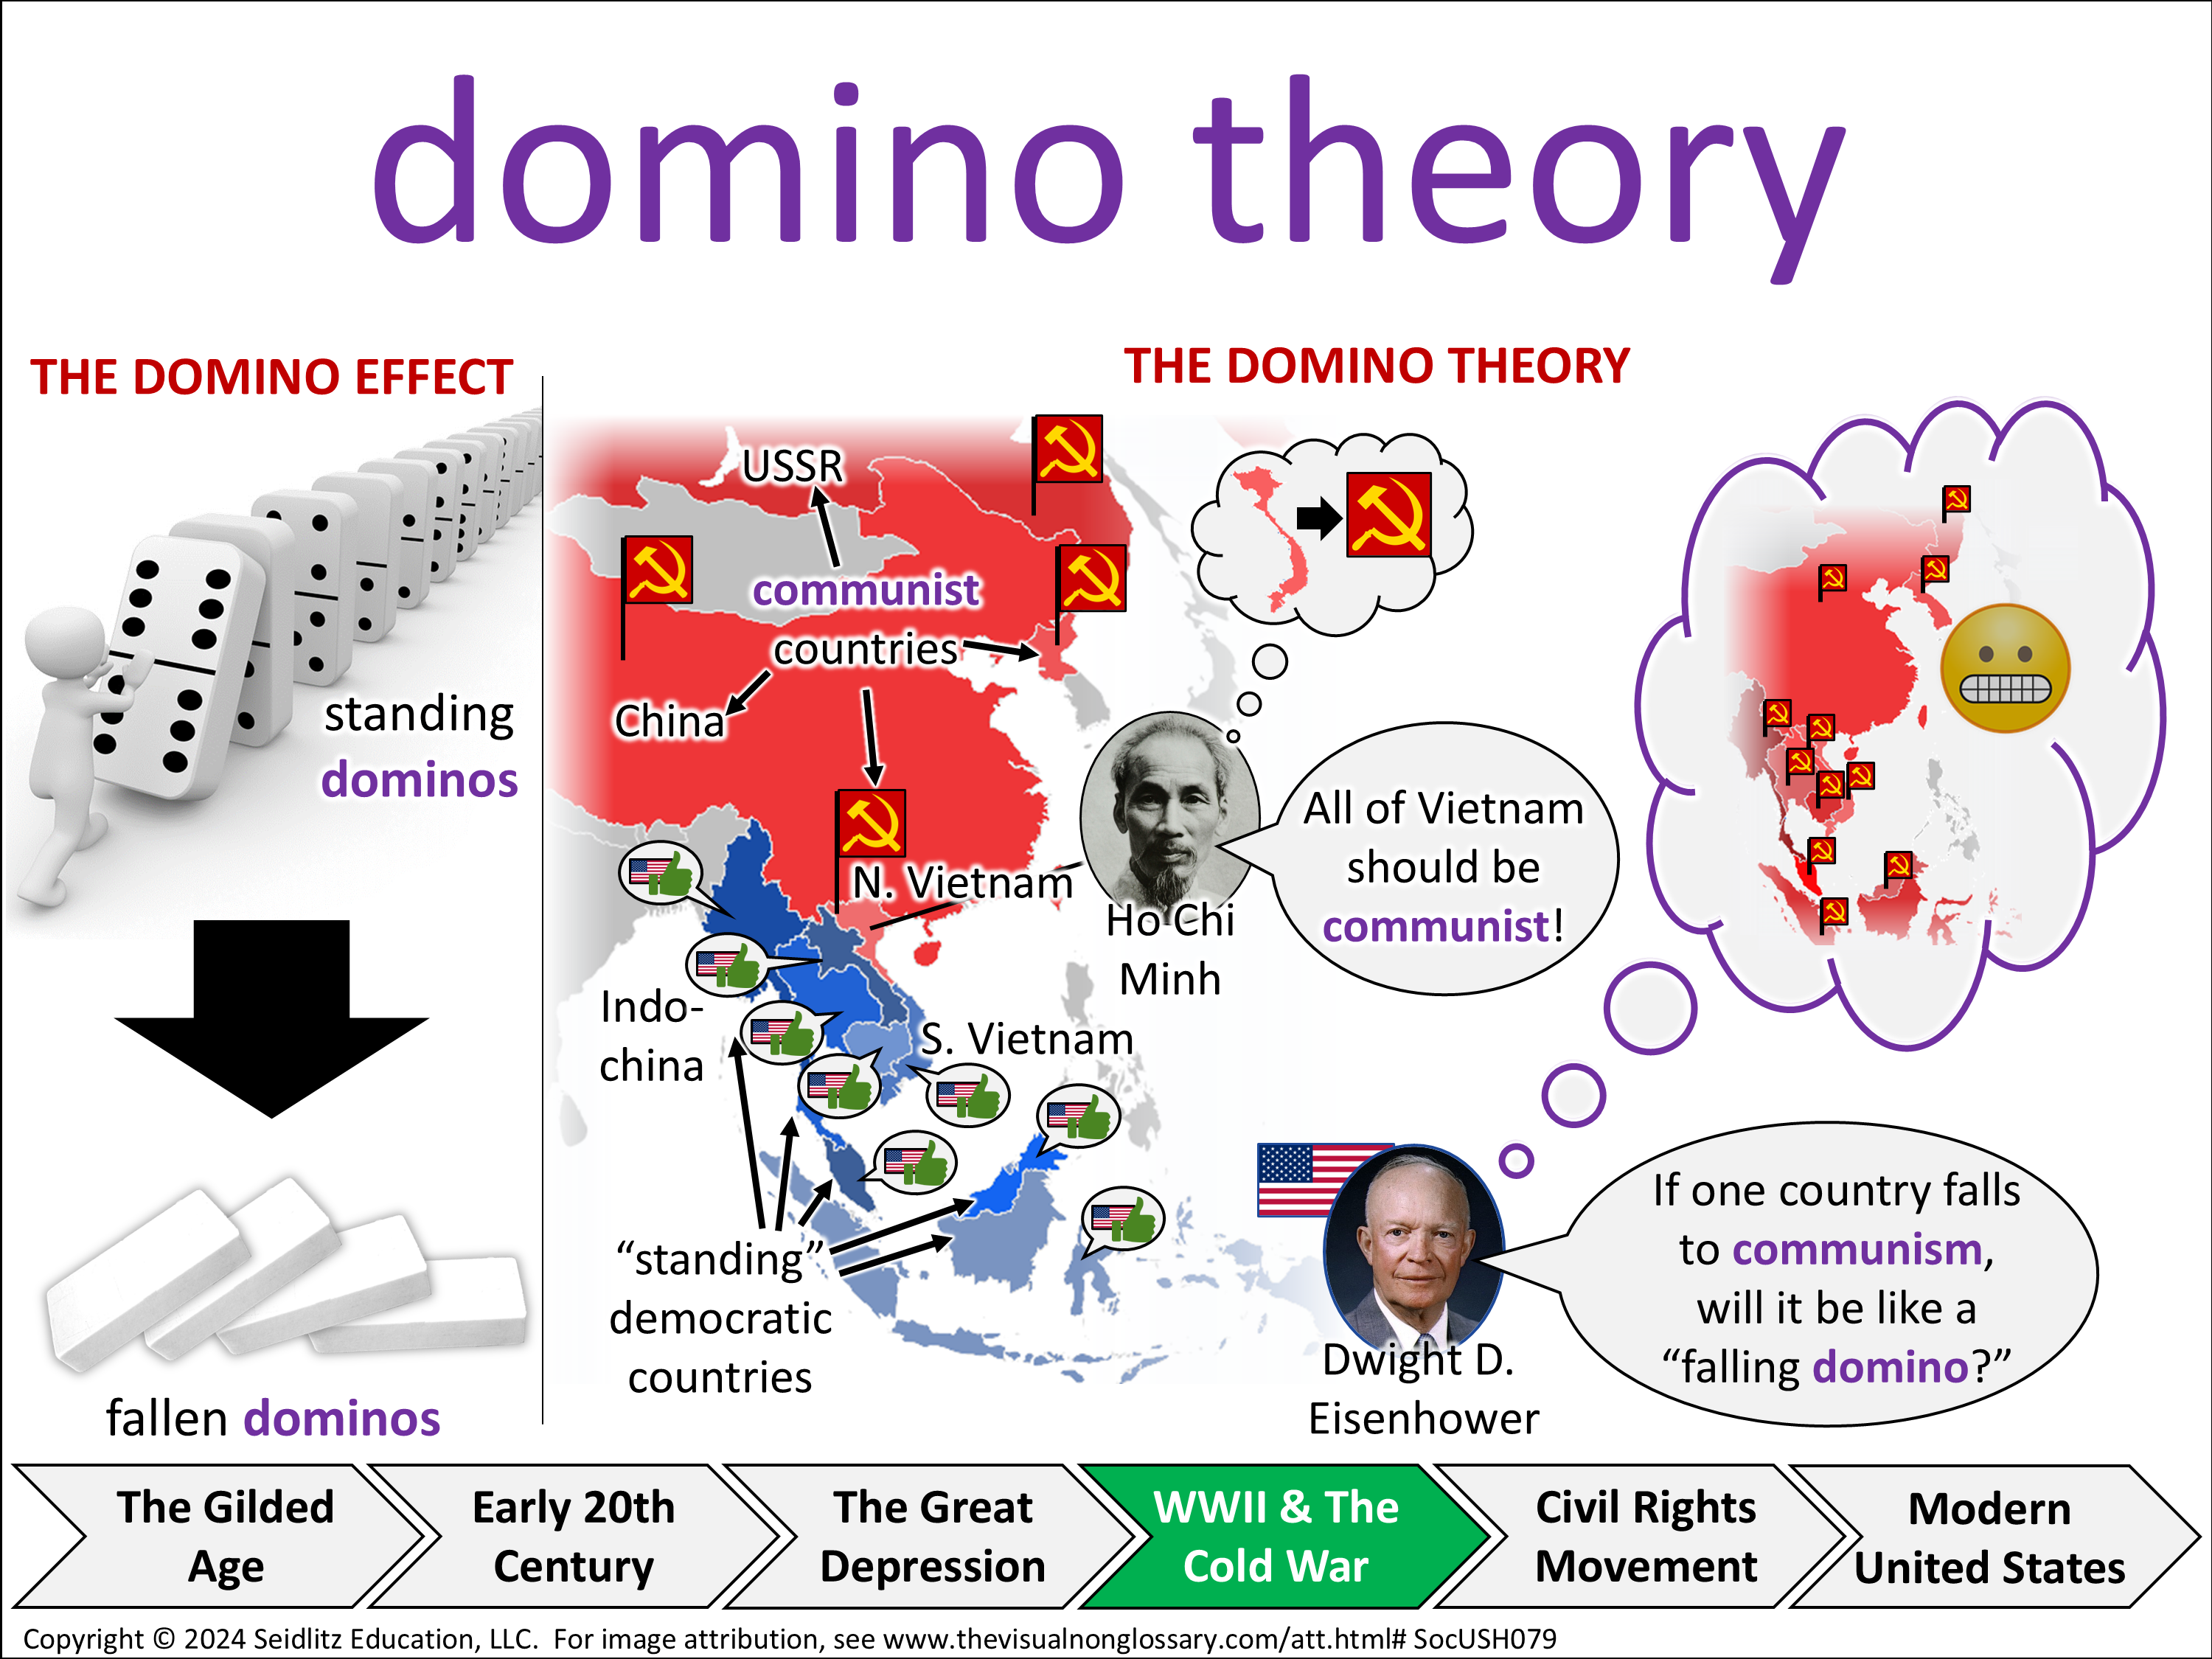 domino theory
THE DOMINO EFFECT
standing
dominos
fallen dominos
THE DOMINO THEORY
USSR
communist
countries
China
N. Vietnam
Ho Chi
Minh
All of Vietnam
should be
communist!
Indo-
china
S. Vietnam
“standing”
democratic
countries
Dwight D.
Eisenhower
If one country falls
to communism,
will it be like a
“falling domino?”
The Gilded
Age
Early 20th
Century
The Great
Depression
WWII & The
Cold War
Civil Rights
Movement
Modern
United States
Copyright © 2024 Seidlitz Education, LLC.  For image attribution, see www.thevisualnonglossary.com/att.html# SocUSH079